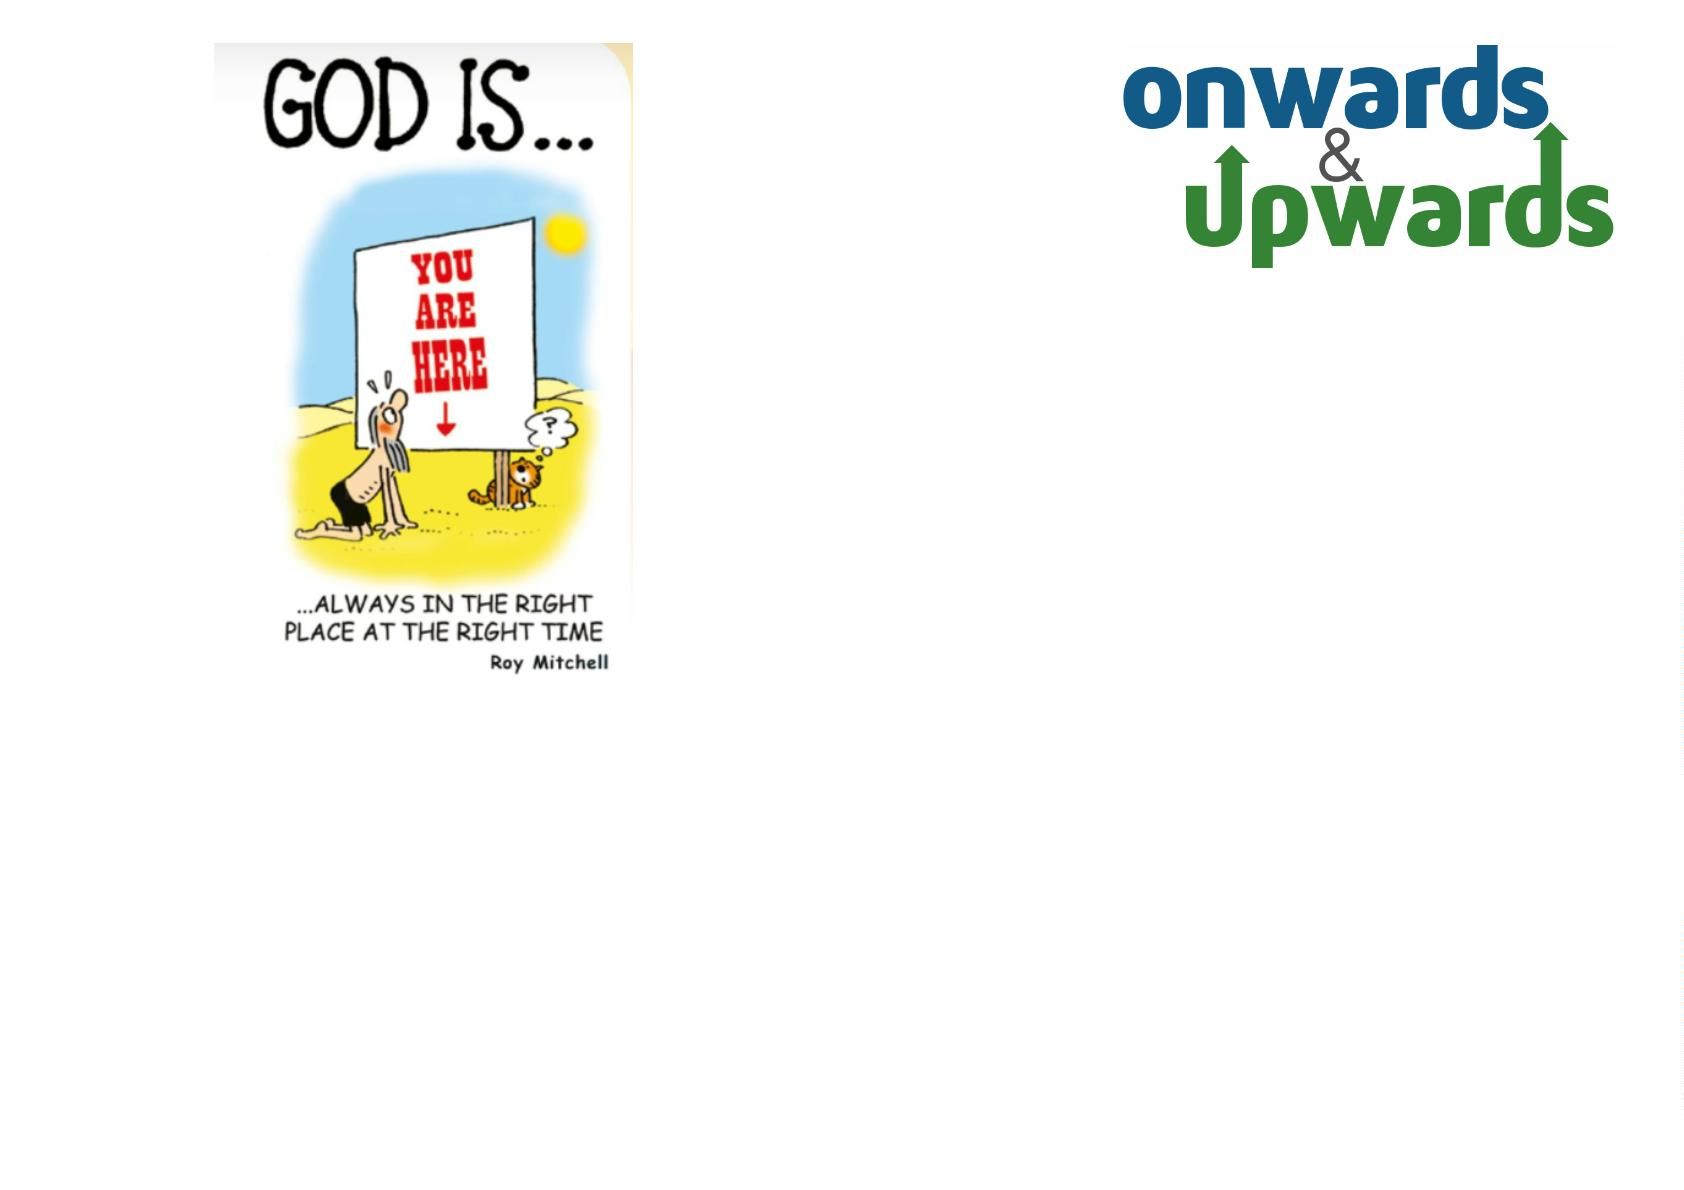 GOD IS...
YOU
ARE
HERE
?
...ALWAYS IN THE RIGHT
PLACE AT THE RIGHT TIME
Roy Mitchell
onwards
&
upwards